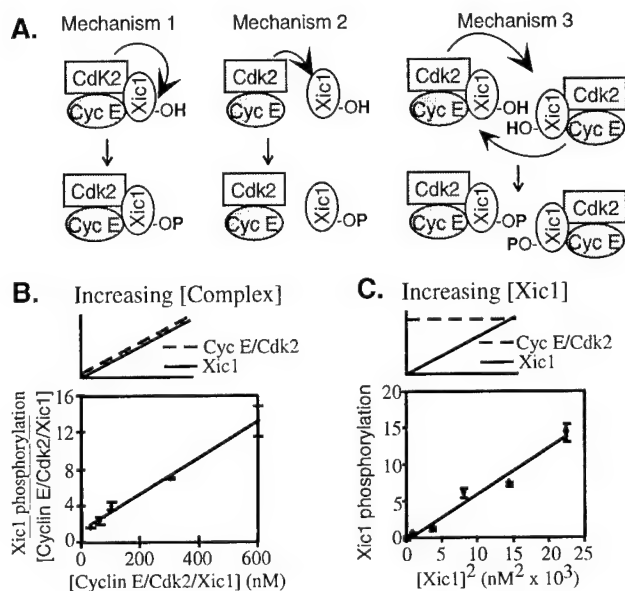 A. Mechanism 1 Mechanism 2 Mechanism 3
CdK2 Xic1 -OH Cyc E
Cdk2 Xic1 -OH Cyc E
Cdk2 Xic1 -OH Cyc E
HO- Xic1 Cdk2 Cyc E
Cdk2 Xic1 -OP Cyc E
Cdk2 Xic1 -OP Cyc E
Cdk2 Xic1 -OP Cyc E
PO- Xic1 Cdk2 Cyc E
B. Increasing [Complex]
Cyc E/Cdk2
Xic1
Xic1 phosphorylation
[Cyclin E/Cdk2/Xic1]
16
12
8
4
0
0 200 400 600
[Cyclin E/Cdk2/Xic1] (nM)
C. Increasing [Xic1]
Cyc E/Cdk2
Xic1
Xic1 phosphorylation
20
15
10
5
0
0 5 10 15 20 25
[Xic1]² (nM² x 10³)